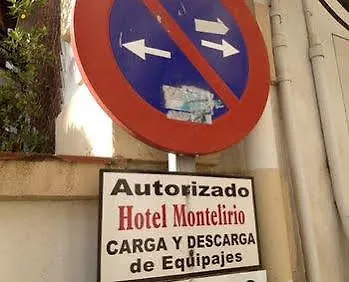 Autorizado
Hotel Montelirio
CARGA Y DESCARGA
de Equipajes